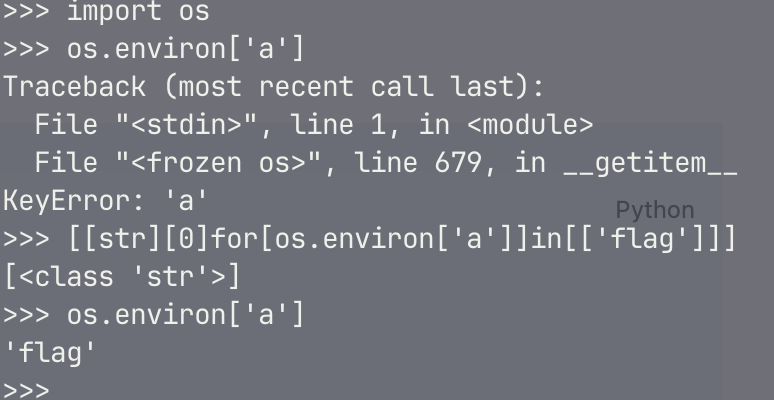 >>> import os
>>> os.environ['a']
Traceback (most recent call last):
  File "<stdin>", line 1, in <module>
  File "<frozen os>", line 679, in __getitem__
KeyError: 'a'
Python
>>> [[str][0]for[os.environ['a']]in[['flag']]]
[<class 'str'>]
>>> os.environ['a']
'flag'
>>>